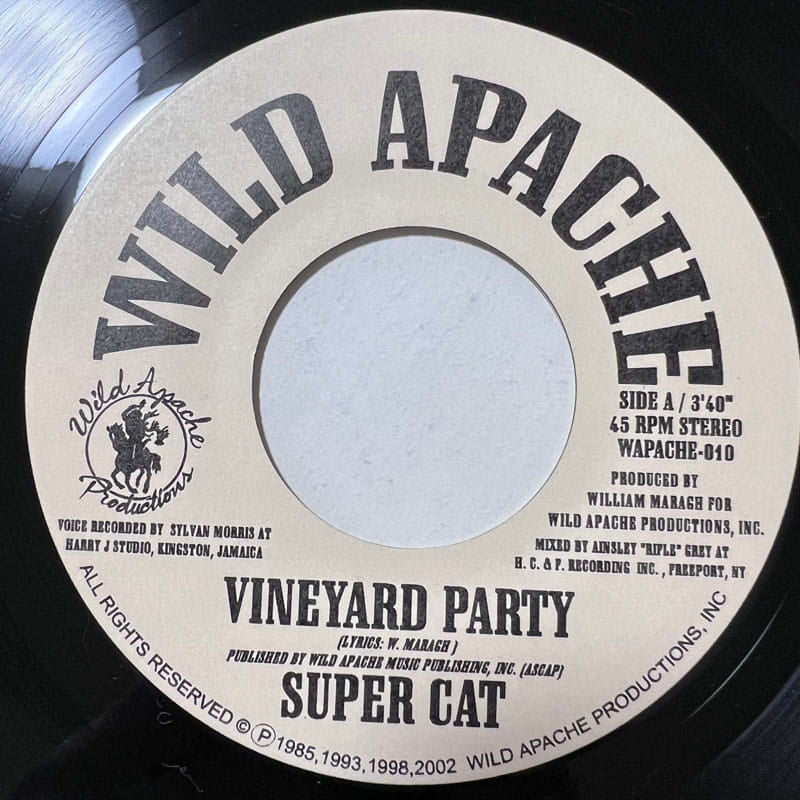 WILD APACHE
Wild Apache
Productions
SIDE A / 3'40"
45 RPM STEREO
WAPACHE-010
PRODUCED BY
WILLIAM MARAGH FOR
WILD APACHE PRODUCTIONS, INC.
MIXED BY AINSLEY "RIFLE" GREY AT
H. C. & F. RECORDING INC., FREEPORT, NY
VOICE RECORDED BY SYLVAN MORRIS AT
HARRY J STUDIO, KINGSTON, JAMAICA
VINEYARD PARTY
(LYRICS: W. MARAGH)
PUBLISHED BY WILD APACHE MUSIC PUBLISHING, INC. (ASCAP)
SUPER CAT
ALL RIGHTS RESERVED © ℗ 1985,1993,1998,2002 WILD APACHE PRODUCTIONS, INC